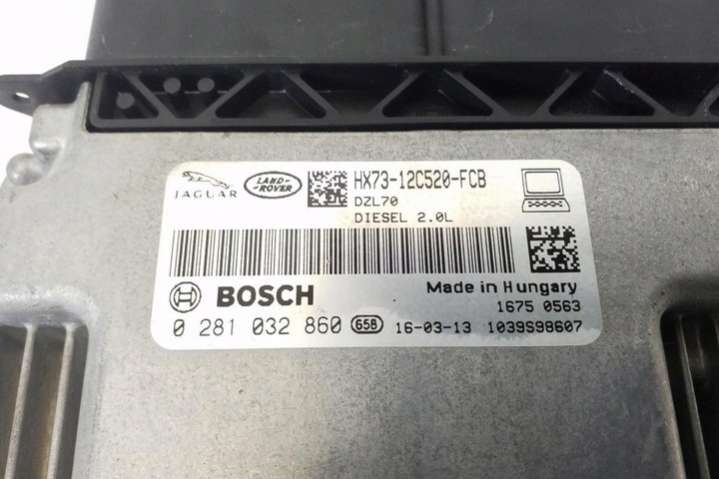 JAGUAR
LAND-
ROVER
HX73-12C520-FCB
DZL70
DIESEL 2.0L
BOSCH
Made in Hungary
1675 0563
0 281 032 860 G5B 16-03-13 1039S98607